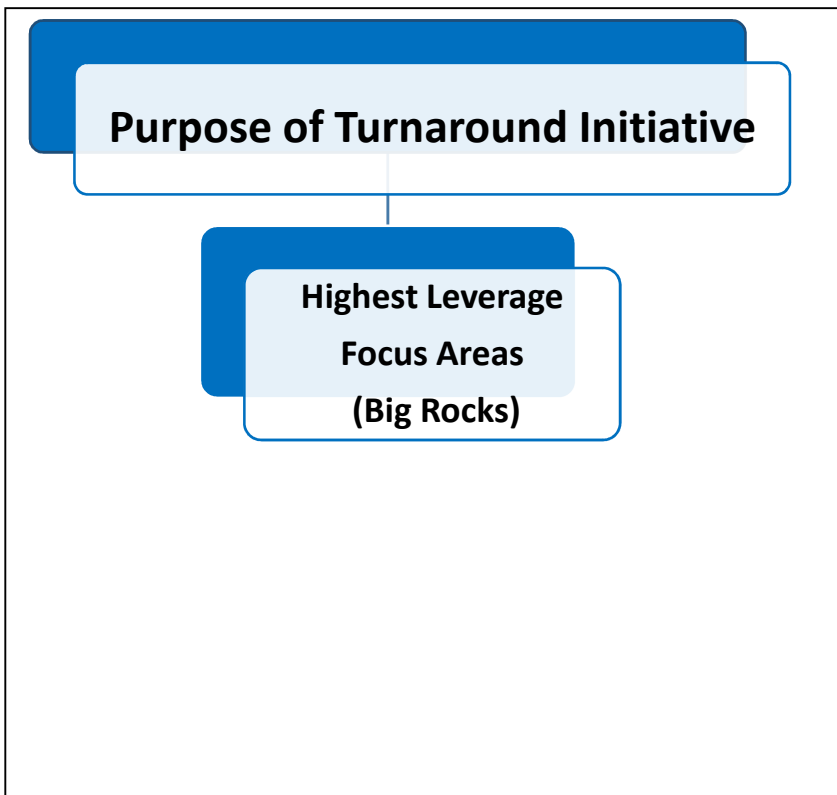 Purpose of Turnaround Initiative
Highest Leverage
Focus Areas
(Big Rocks)